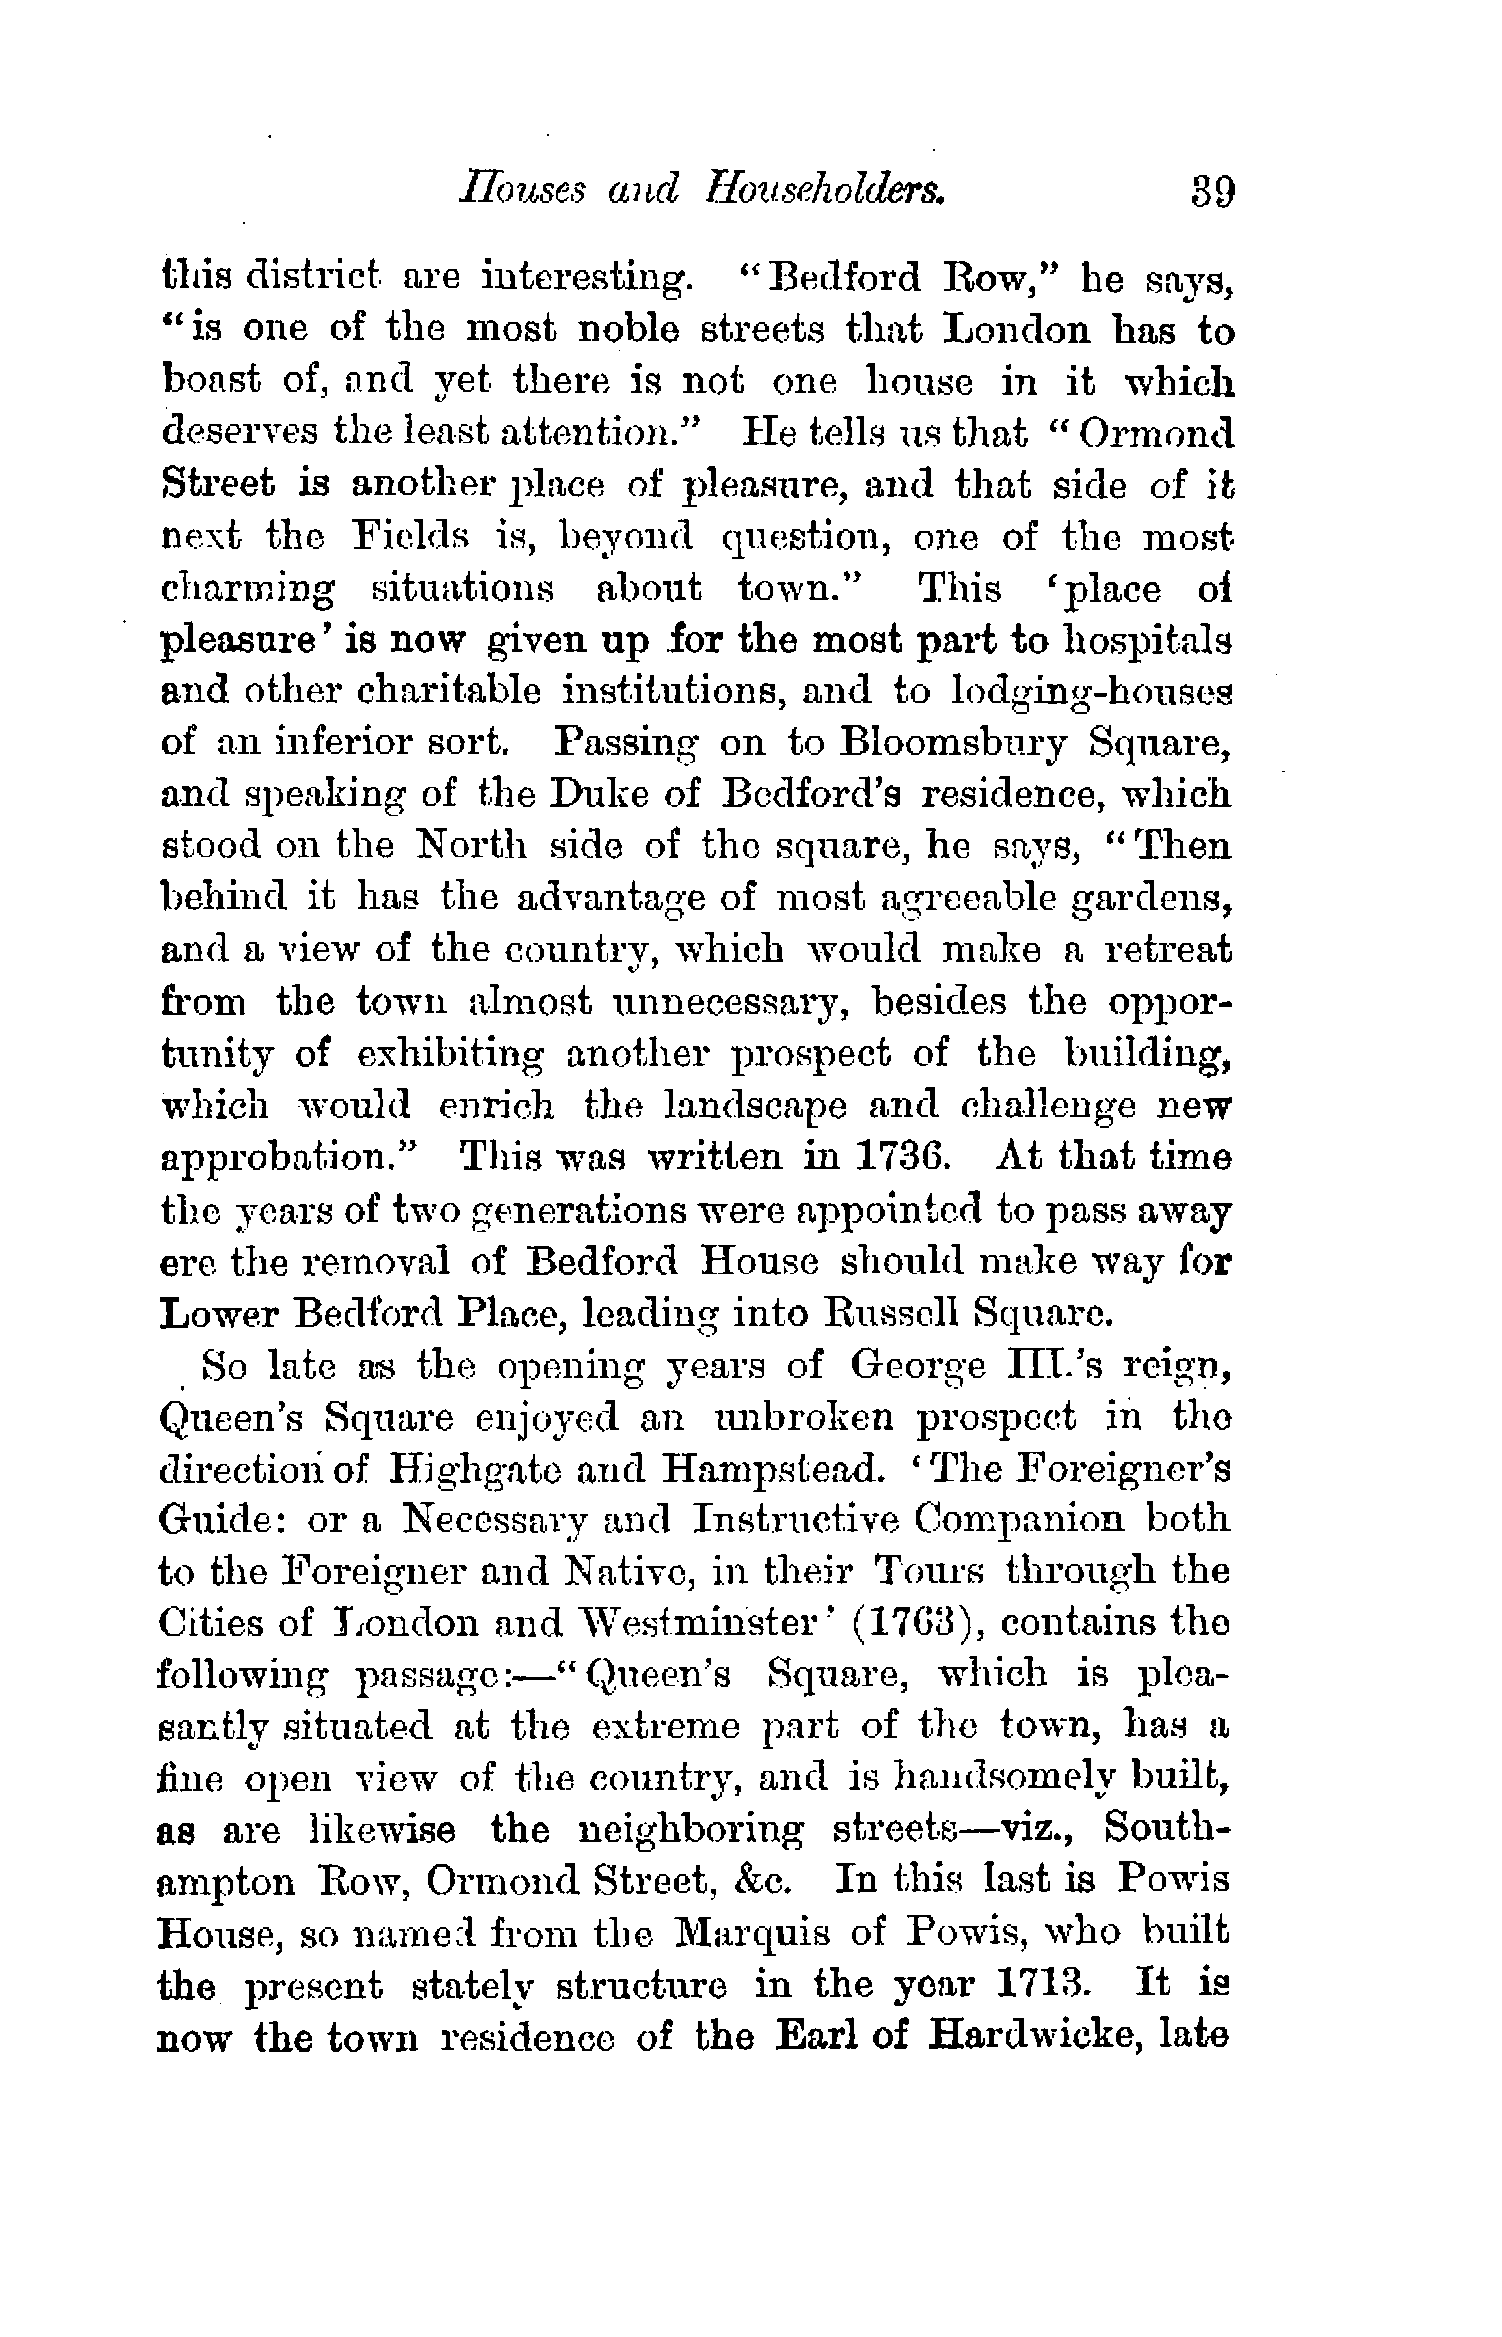 Houses and Householders. 39
this district are interesting. "Bedford Row," he says,
"is one of the most noble streets that London has to
boast of, and yet there is not one house in it which
deserves the least attention." He tells us that "Ormond
Street is another place of pleasure, and that side of it
next the Fields is, beyond question, one of the most
charming situations about town." This 'place of
pleasure' is now given up for the most part to hospitals
and other charitable institutions, and to lodging-houses
of an inferior sort. Passing on to Bloomsbury Square,
and speaking of the Duke of Bedford's residence, which
stood on the North side of the square, he says, "Then
behind it has the advantage of most agreeable gardens,
and a view of the country, which would make a retreat
from the town almost unnecessary, besides the oppor-
tunity of exhibiting another prospect of the building,
which would enrich the landscape and challenge new
approbation." This was written in 1736. At that time
the years of two generations were appointed to pass away
ere the removal of Bedford House should make way for
Lower Bedford Place, leading into Russell Square.
So late as the opening years of George III.'s reign,
Queen's Square enjoyed an unbroken prospect in the
direction of Highgate and Hampstead. 'The Foreigner's
Guide: or a Necessary and Instructive Companion both
to the Foreigner and Native, in their Tours through the
Cities of London and Westminster' (1763), contains the
following passage:—"Queen's Square, which is plea-
santly situated at the extreme part of the town, has a
fine open view of the country, and is handsomely built,
as are likewise the neighboring streets—viz., South-
ampton Row, Ormond Street, &c. In this last is Powis
House, so named from the Marquis of Powis, who built
the present stately structure in the year 1713. It is
now the town residence of the Earl of Hardwicke, late